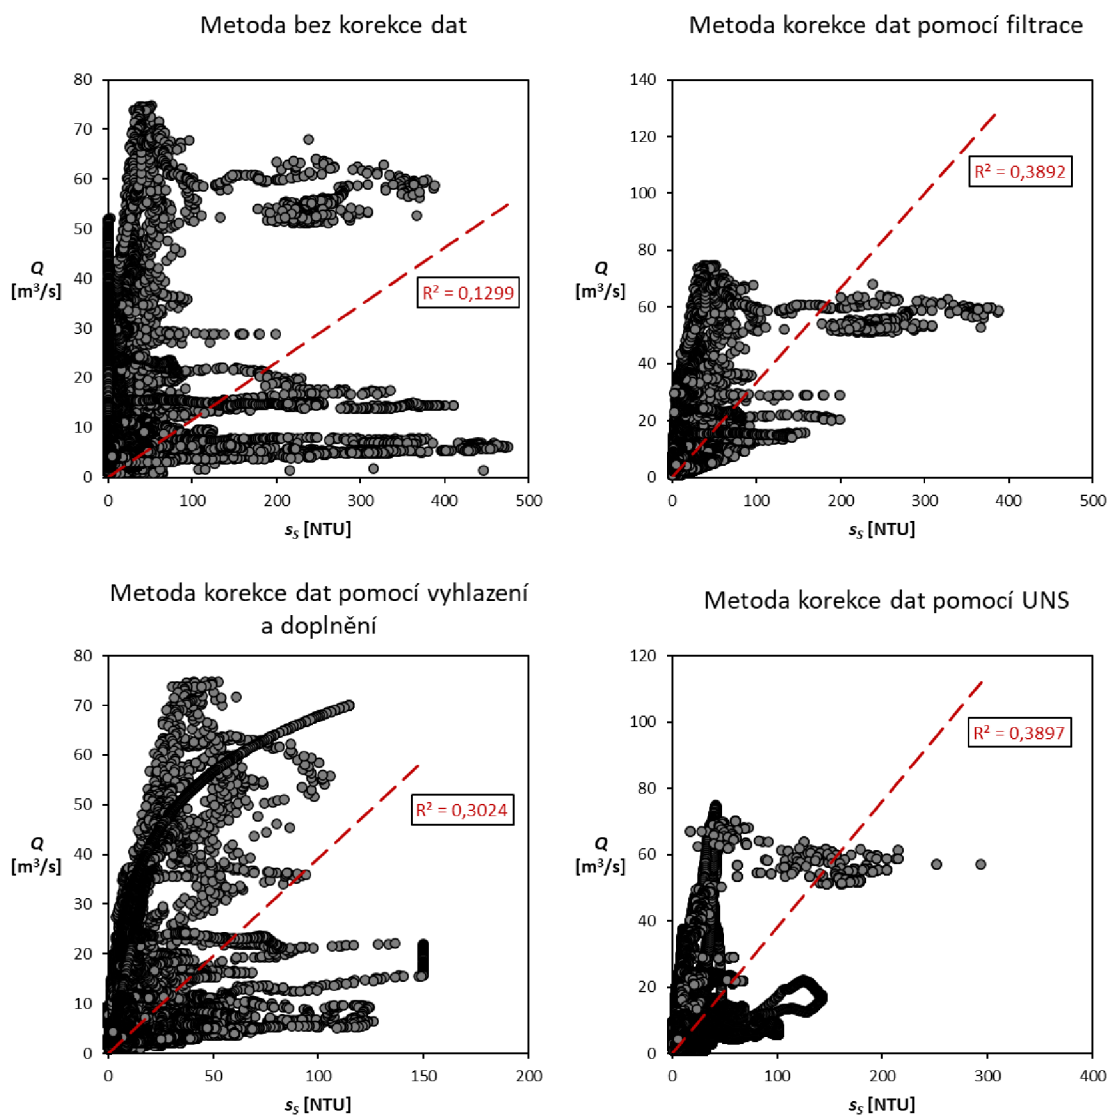 Metoda bez korekce dat
80
70
60
50
40
30
20
10
0
Q
[m³/s]
R² = 0,1299
0 100 200 300 400 500
sS [NTU]
Metoda korekce dat pomocí filtrace
140
120
100
80
60
40
20
0
Q
[m³/s]
R² = 0,3892
0 100 200 300 400 500
sS [NTU]
Metoda korekce dat pomocí vyhlazení
a doplnění
80
70
60
50
40
30
20
10
0
Q
[m³/s]
R² = 0,3024
0 50 100 150 200
sS [NTU]
Metoda korekce dat pomocí UNS
120
100
80
60
40
20
0
Q
[m³/s]
R² = 0,3897
0 100 200 300 400
sS [NTU]